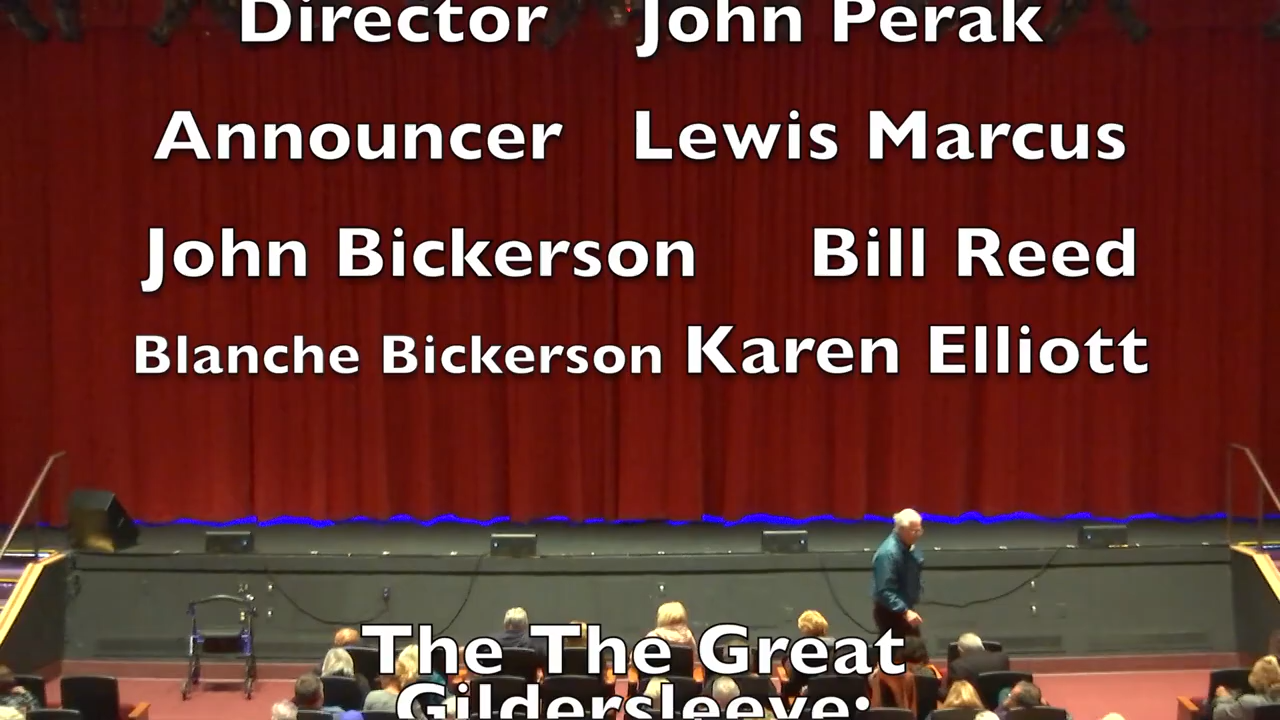 Director John Perak
Announcer Lewis Marcus
John Bickerson Bill Reed
Blanche Bickerson Karen Elliott
The The Great
Gildersleeve: